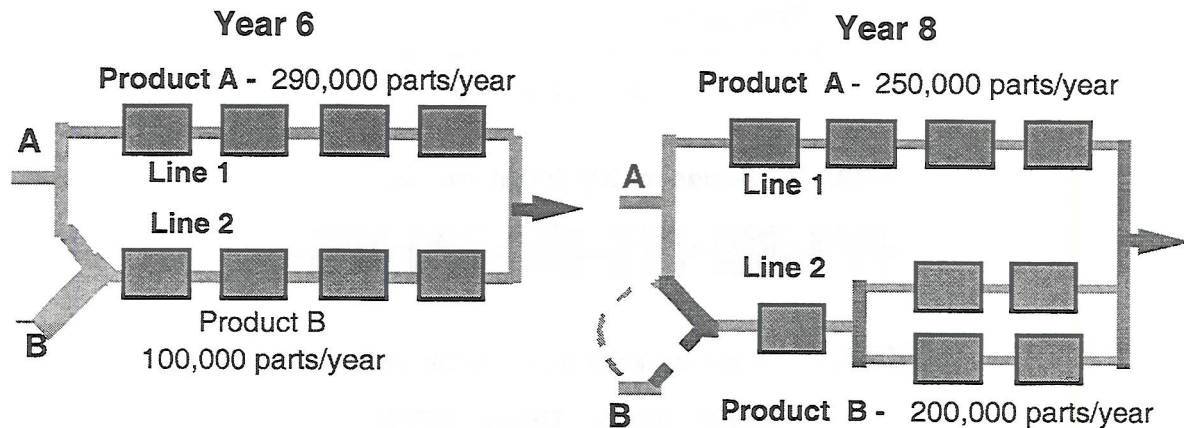 Year 6
Product A - 290,000 parts/year
A
Line 1
Line 2
B
Product B
100,000 parts/year
Year 8
Product A - 250,000 parts/year
A
Line 1
Line 2
B
Product B - 200,000 parts/year